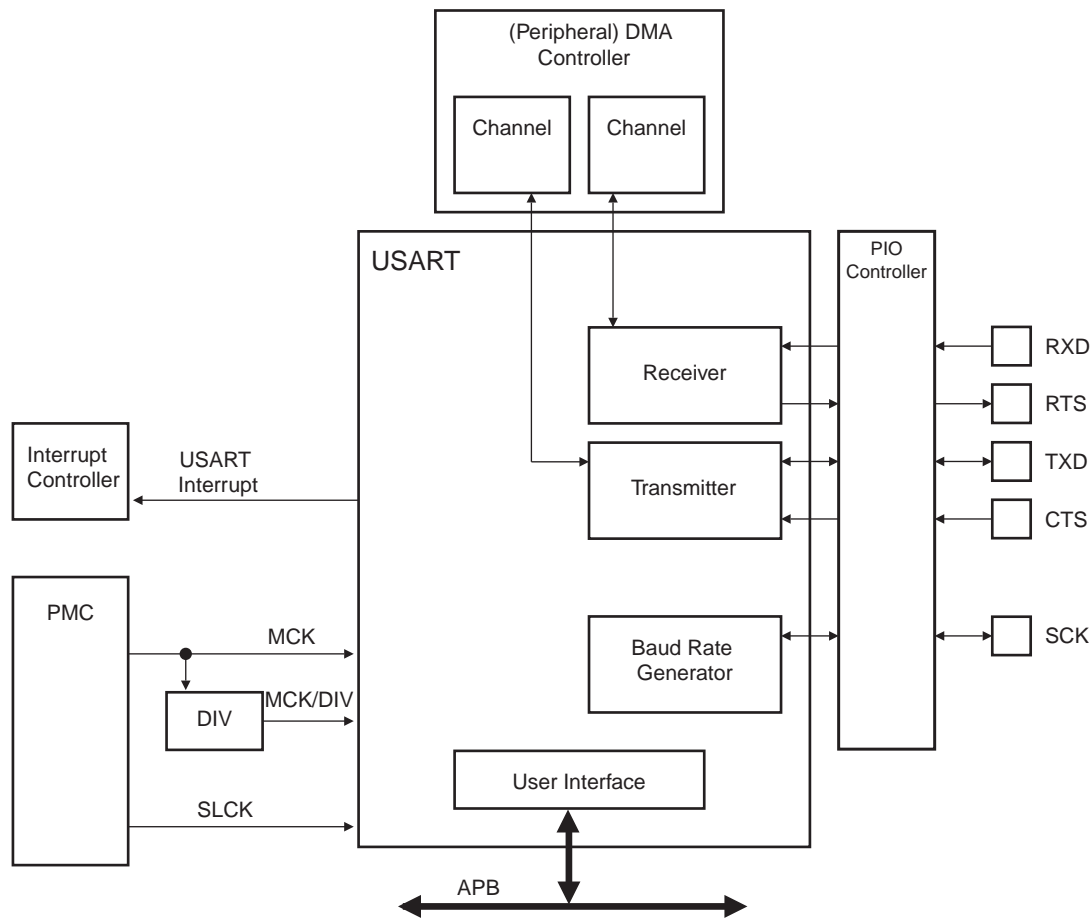 (Peripheral) DMA
Controller
Channel
Channel
USART
PIO
Controller
Receiver
RXD
RTS
Interrupt
Controller
USART
Interrupt
Transmitter
TXD
CTS
PMC
MCK
Baud Rate
Generator
SCK
DIV
MCK/DIV
User Interface
SLCK
APB